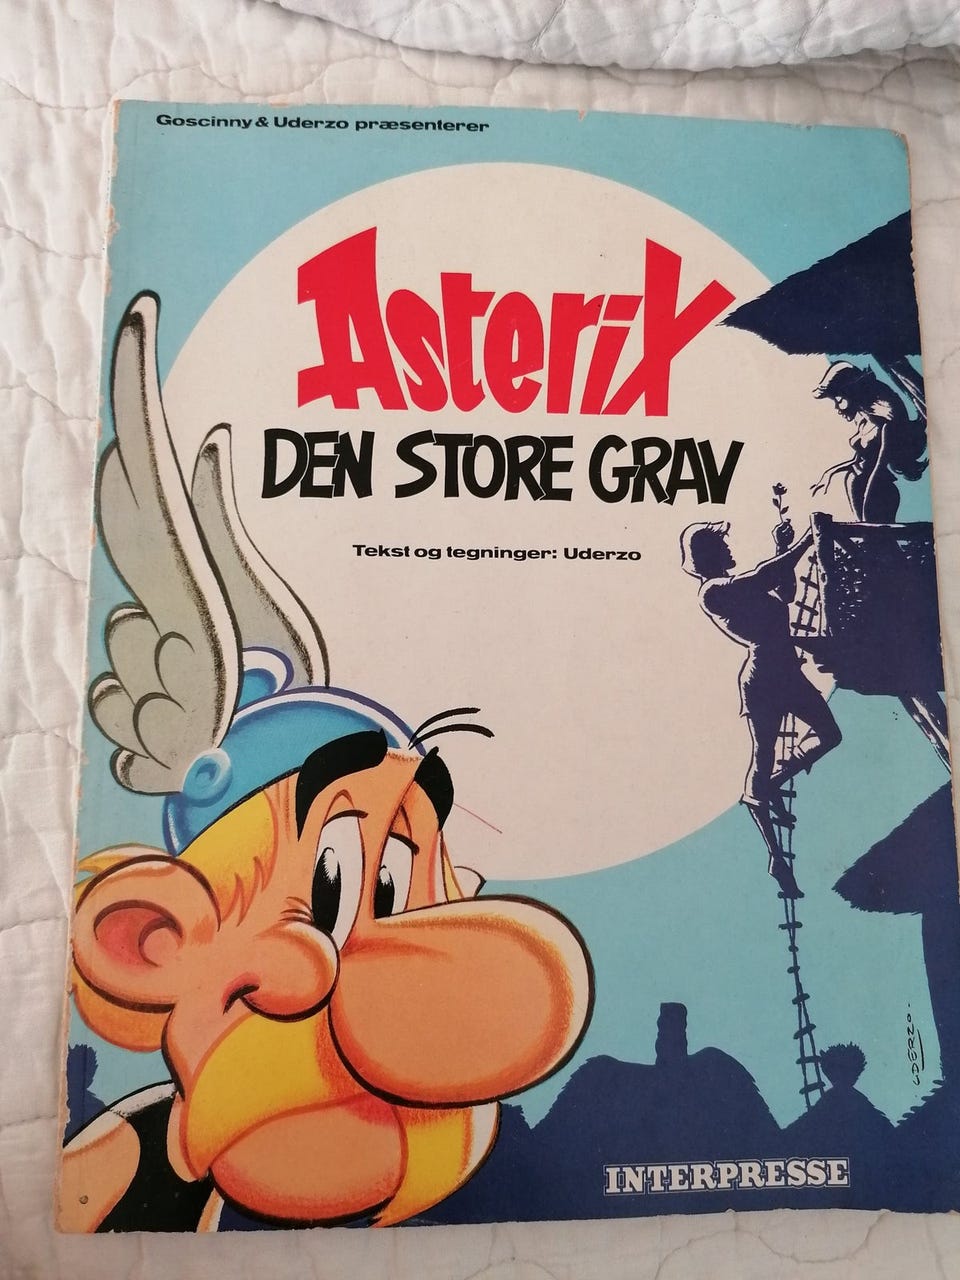 Goscinny & Uderzo præsenterer
Asterix
DEN STORE GRAV
Tekst og tegninger: Uderzo
UDERZO
INTERPRESSE